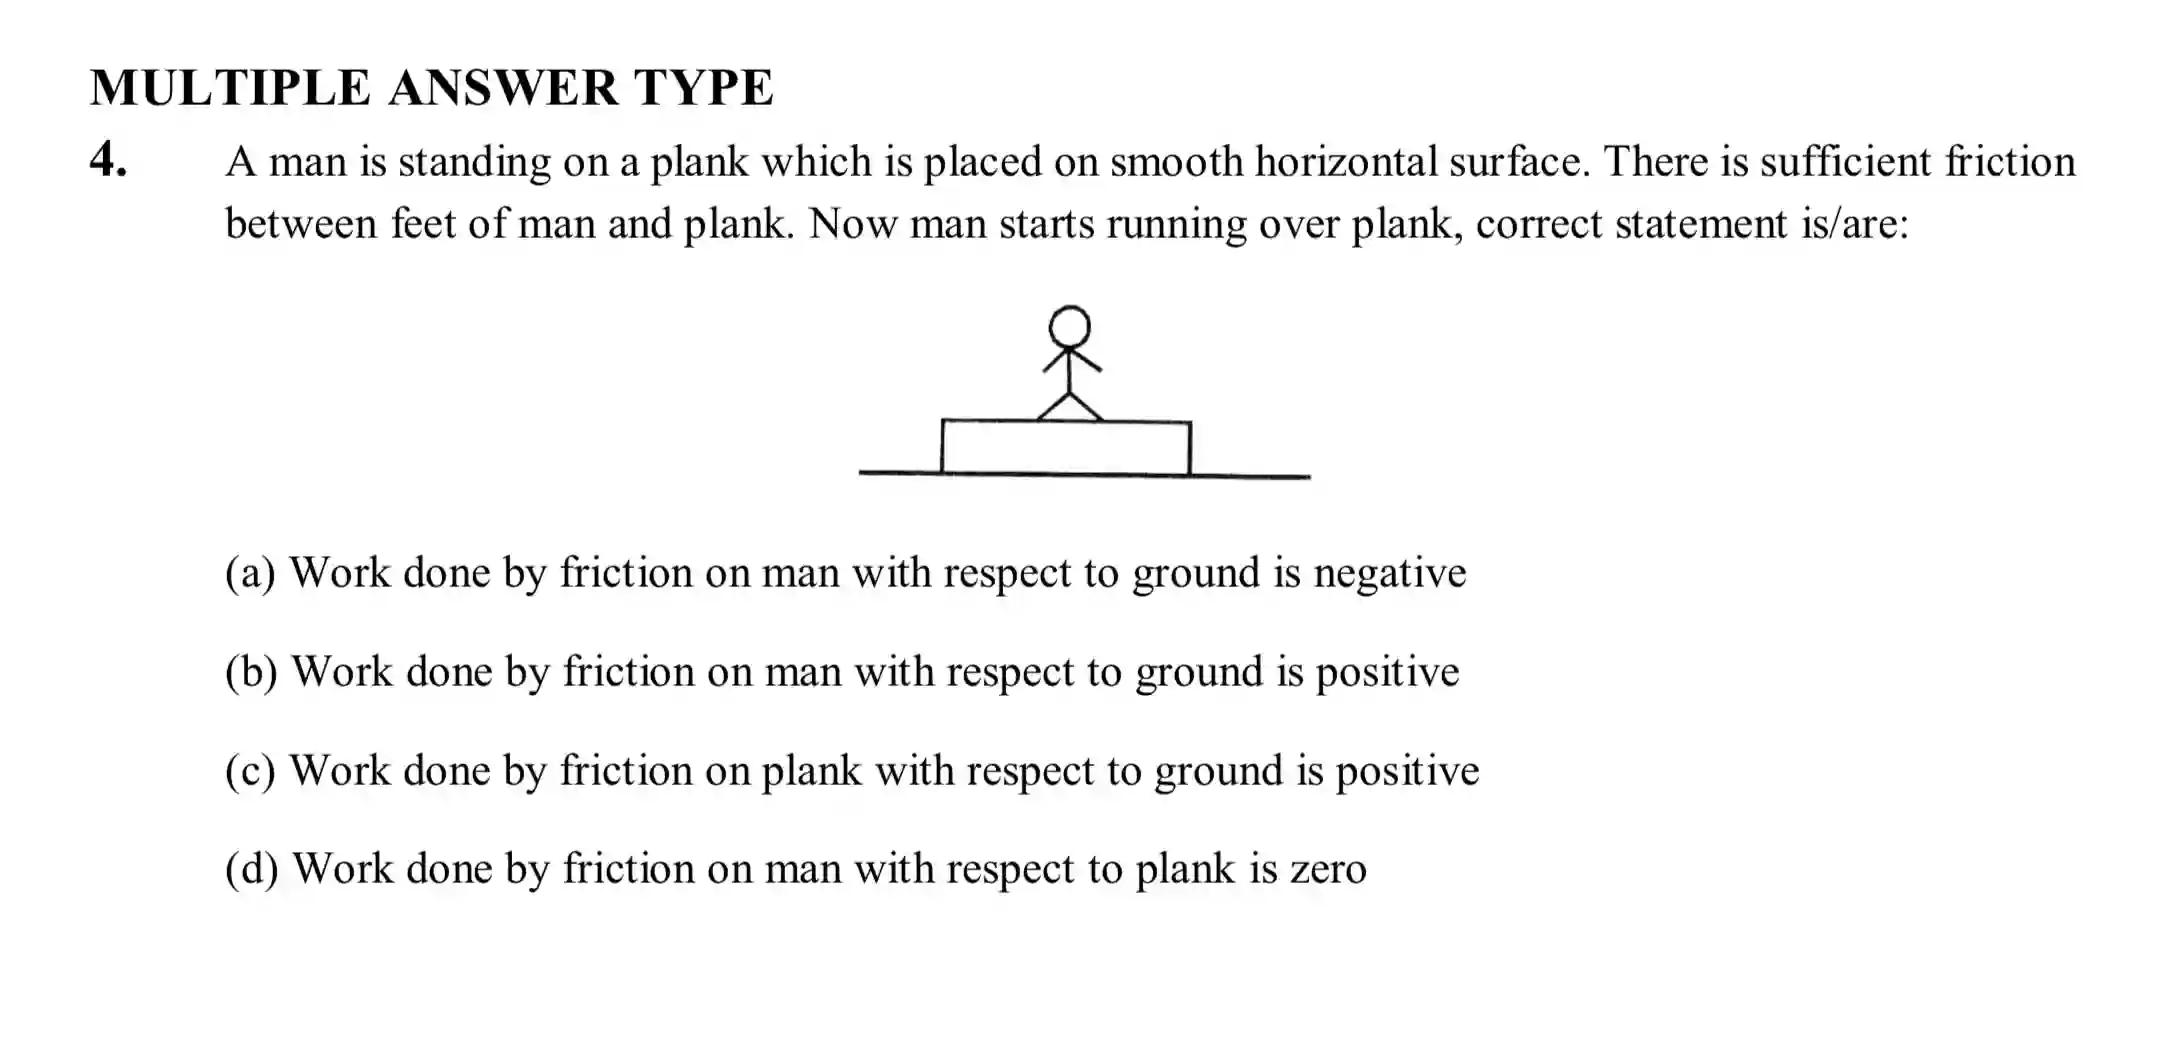 MULTIPLE ANSWER TYPE
4. A man is standing on a plank which is placed on smooth horizontal surface. There is sufficient friction
between feet of man and plank. Now man starts running over plank, correct statement is/are:
(a) Work done by friction on man with respect to ground is negative
(b) Work done by friction on man with respect to ground is positive
(c) Work done by friction on plank with respect to ground is positive
(d) Work done by friction on man with respect to plank is zero